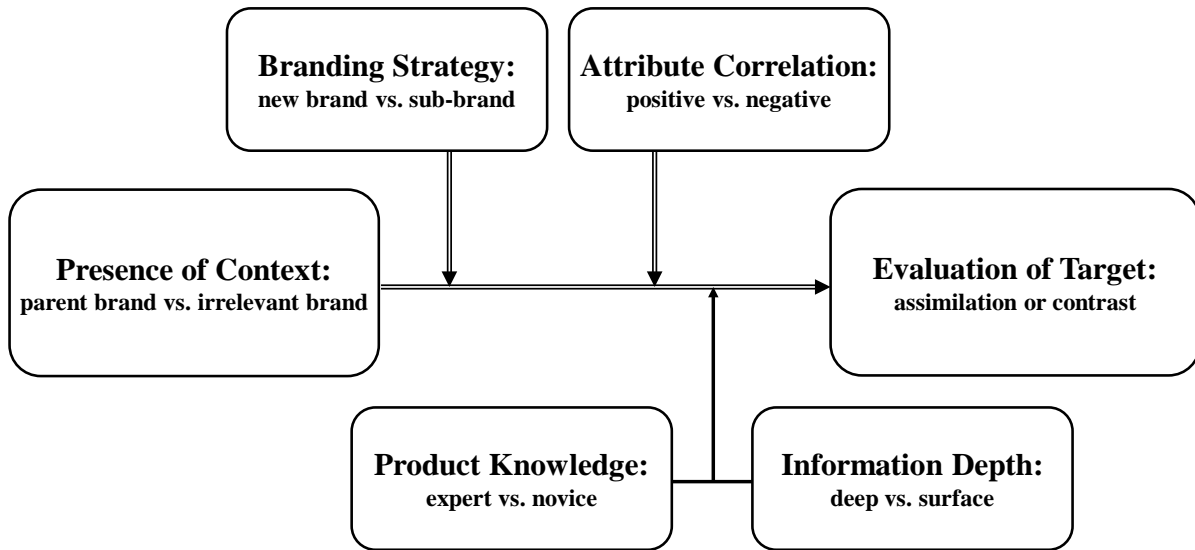 Branding Strategy:
new brand vs. sub-brand
Attribute Correlation:
positive vs. negative
Presence of Context:
parent brand vs. irrelevant brand
Evaluation of Target:
assimilation or contrast
Product Knowledge:
expert vs. novice
Information Depth:
deep vs. surface